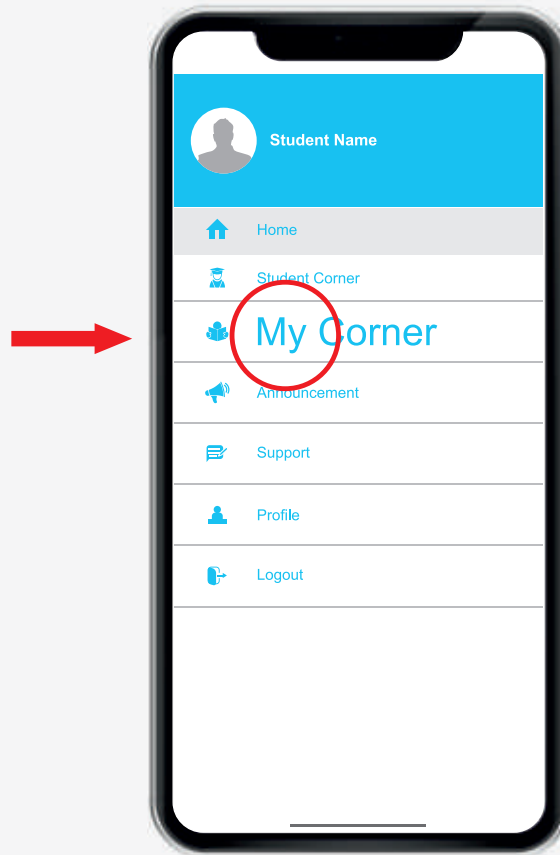 Student Name
Home
Student Corner
My Corner
Announcement
Support
Profile
Logout